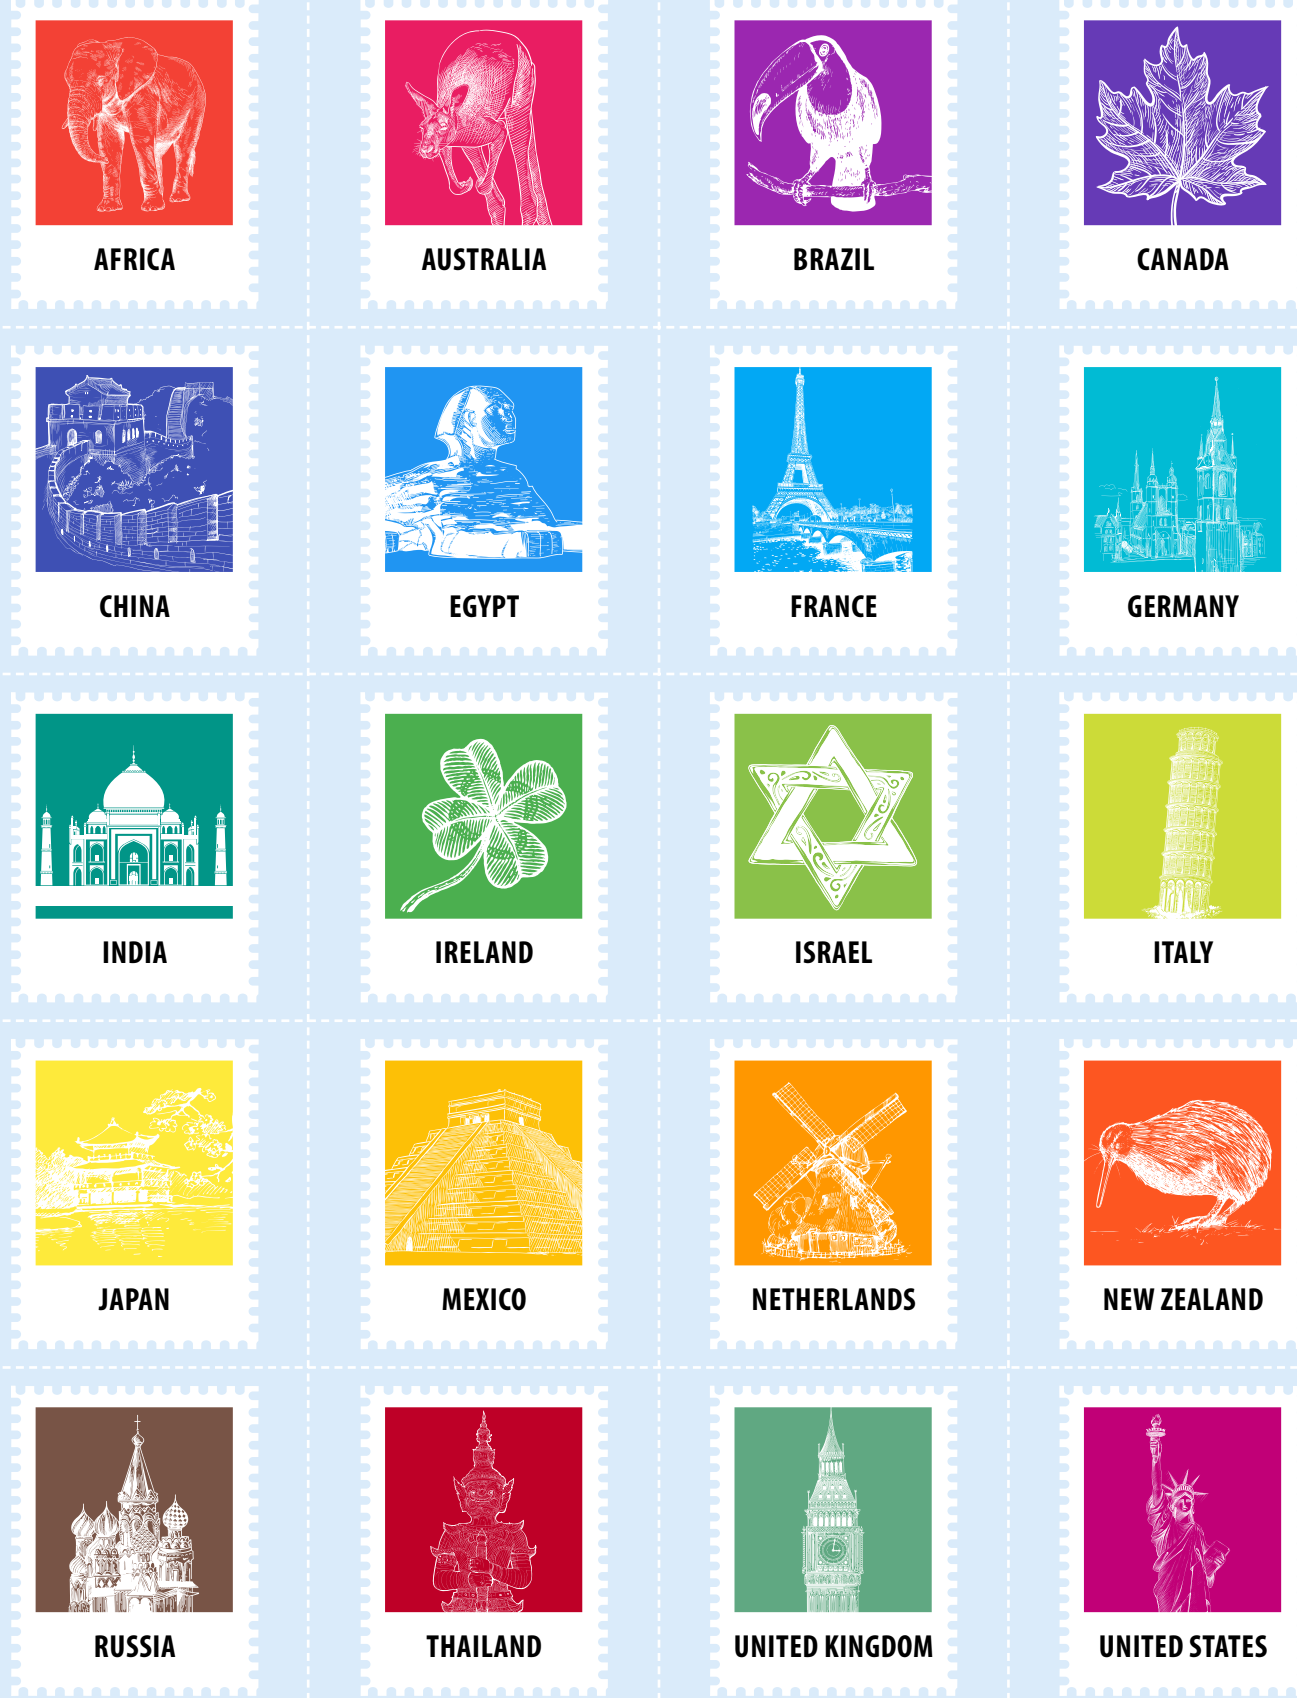 AFRICA
AUSTRALIA
BRAZIL
CANADA
CHINA
EGYPT
FRANCE
GERMANY
INDIA
IRELAND
ISRAEL
ITALY
JAPAN
MEXICO
NETHERLANDS
NEW ZEALAND
RUSSIA
THAILAND
UNITED KINGDOM
UNITED STATES